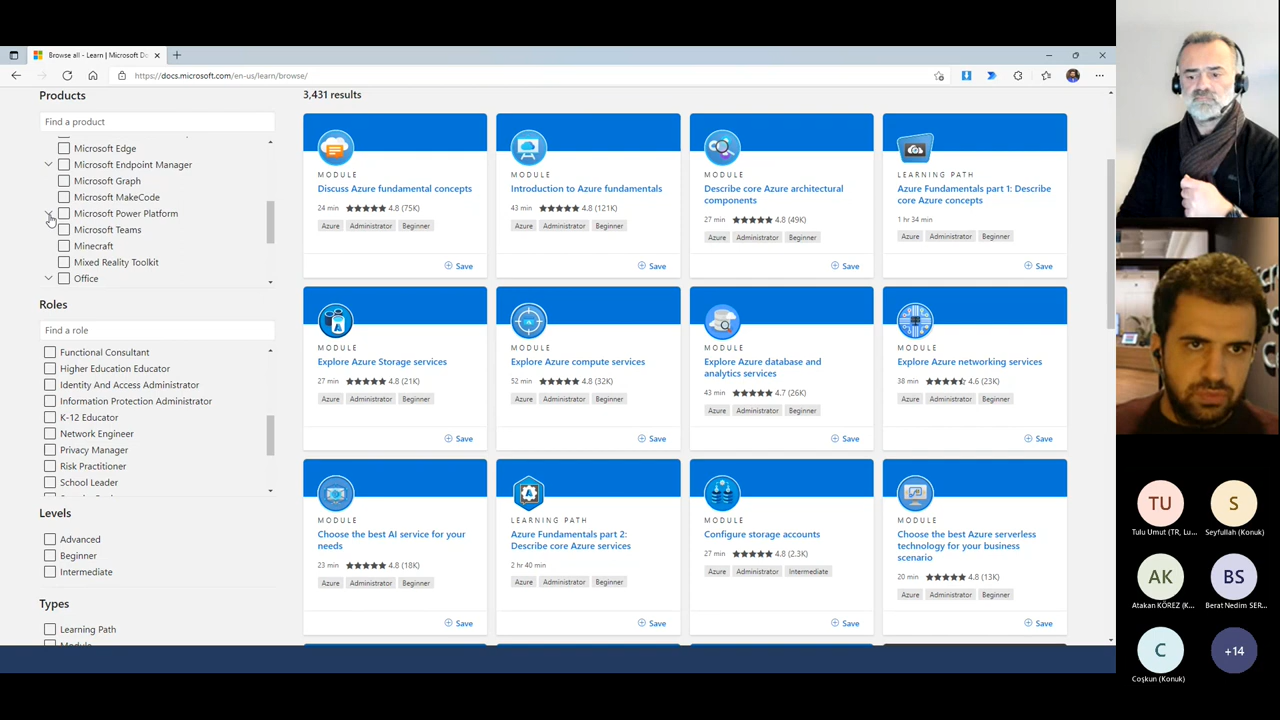 Browse all - Learn | Microsoft D
https://docs.microsoft.com/en-us/learn/browse/
Products
Find a product
Microsoft Edge
Microsoft Endpoint Manager
Microsoft Graph
Microsoft MakeCode
Microsoft Power Platform
Microsoft Teams
Minecraft
Mixed Reality Toolkit
Office
Roles
Find a role
Functional Consultant
Higher Education Educator
Identity And Access Administrator
Information Protection Administrator
K-12 Educator
Network Engineer
Privacy Manager
Risk Practitioner
School Leader
Levels
Advanced
Beginner
Intermediate
Types
Learning Path
3,431 results
MODULE
Discuss Azure fundamental concepts
24 min 4.8 (75K)
Azure Administrator Beginner
Save
MODULE
Introduction to Azure fundamentals
43 min 4.8 (121K)
Azure Administrator Beginner
Save
MODULE
Describe core Azure architectural
components
27 min 4.8 (49K)
Azure Administrator Beginner
Save
LEARNING PATH
Azure Fundamentals part 1: Describe
core Azure concepts
1 hr 34 min
Azure Administrator Beginner
Save
MODULE
Explore Azure Storage services
27 min 4.8 (21K)
Azure Administrator Beginner
Save
MODULE
Explore Azure compute services
52 min 4.8 (32K)
Azure Administrator Beginner
Save
MODULE
Explore Azure database and
analytics services
43 min 4.7 (26K)
Azure Administrator Beginner
Save
MODULE
Explore Azure networking services
38 min 4.6 (23K)
Azure Administrator Beginner
Save
MODULE
Choose the best AI service for your
needs
23 min 4.8 (18K)
Azure Administrator Beginner
Save
LEARNING PATH
Azure Fundamentals part 2:
Describe core Azure services
2 hr 40 min
Azure Administrator Beginner
Save
MODULE
Configure storage accounts
27 min 4.8 (2.3K)
Azure Administrator Intermediate
Save
MODULE
Choose the best Azure serverless
technology for your business
scenario
20 min 4.8 (13K)
Azure Administrator Beginner
Save
TU
Tulu Umut (TR, Lu...
S
Seyfullah (Konuk)
AK
Atakan KÖREZ (K...
BS
Berat Nedim SER...
C
Coşkun (Konuk)
+14